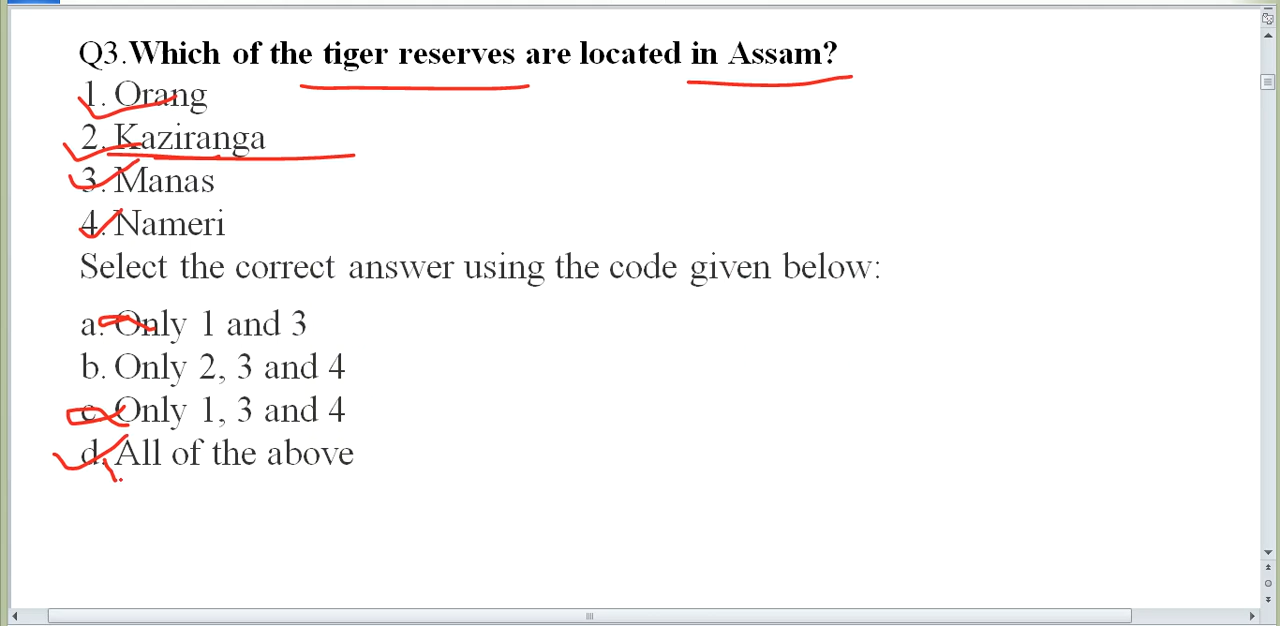 Q3.Which of the tiger reserves are located in Assam?
1. Orang
2. Kaziranga
3. Manas
4. Nameri
Select the correct answer using the code given below:
a. Only 1 and 3
b. Only 2, 3 and 4
c. Only 1, 3 and 4
d. All of the above